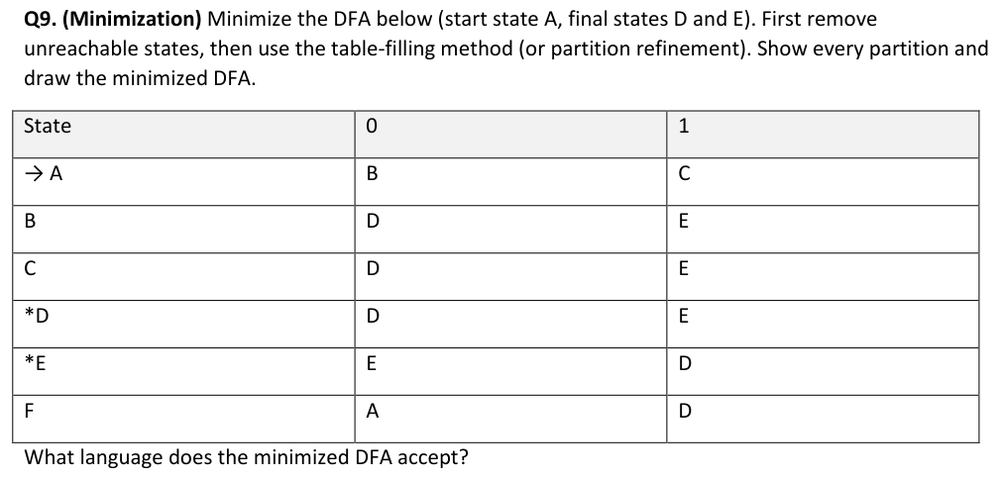 Q9. (Minimization) Minimize the DFA below (start state A, final states D and E). First remove
unreachable states, then use the table-filling method (or partition refinement). Show every partition and
draw the minimized DFA.
State 0 1
→ A B C
B D E
C D E
*D D E
*E E D
F A D
What language does the minimized DFA accept?